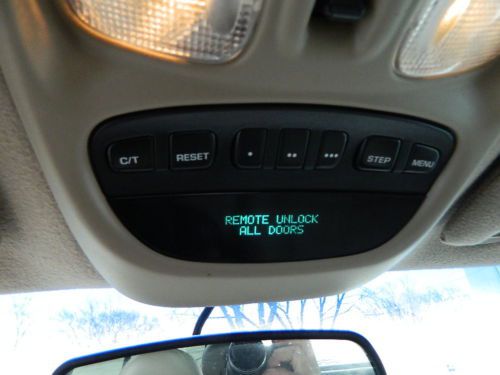 C/T RESET • •• ••• STEP MENU
REMOTE UNLOCK
ALL DOORS